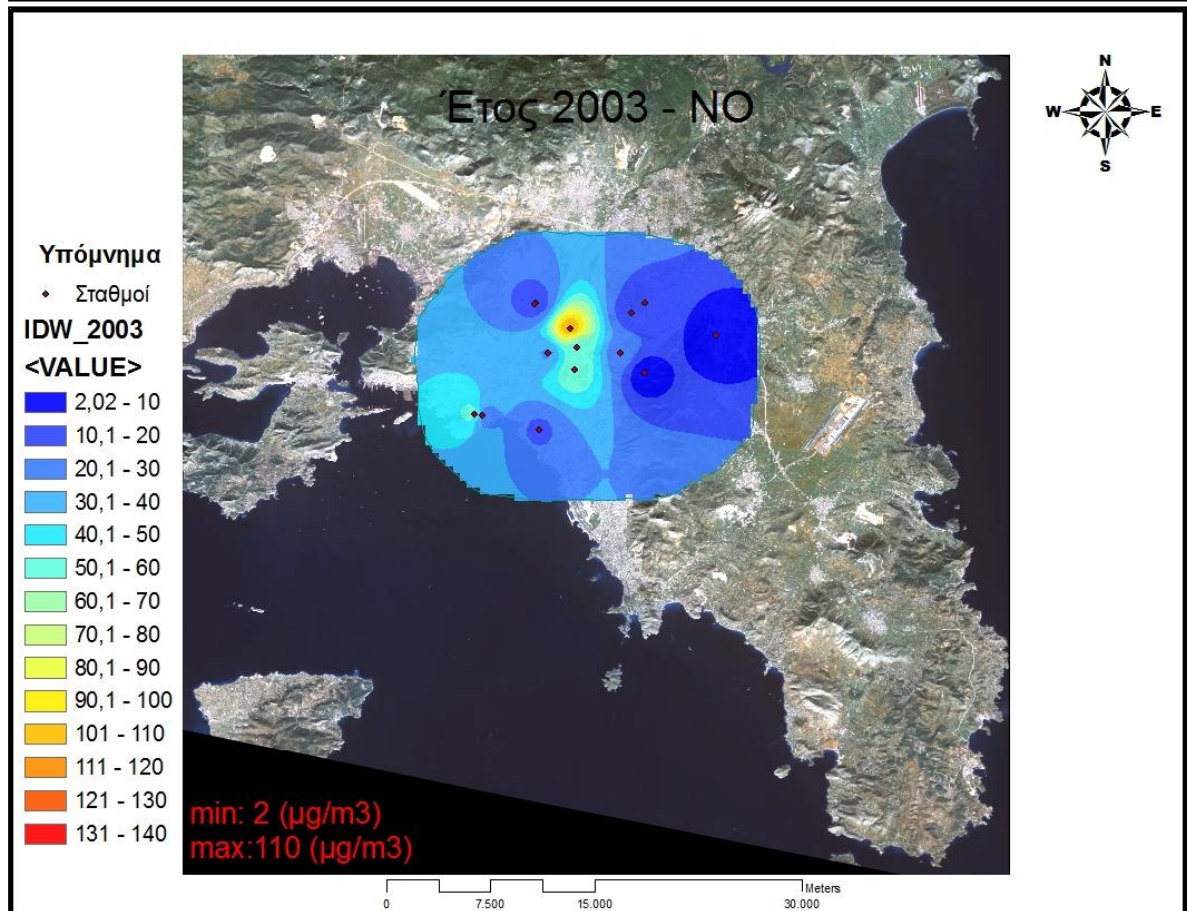 Έτος 2003 - NO
N
W E
S
Υπόμνημα
Σταθμοί
IDW_2003
<VALUE>
2,02 - 10
10,1 - 20
20,1 - 30
30,1 - 40
40,1 - 50
50,1 - 60
60,1 - 70
70,1 - 80
80,1 - 90
90,1 - 100
101 - 110
111 - 120
121 - 130
131 - 140
min: 2 (μg/m3)
max:110 (μg/m3)
Meters
0 7.500 15.000 30.000